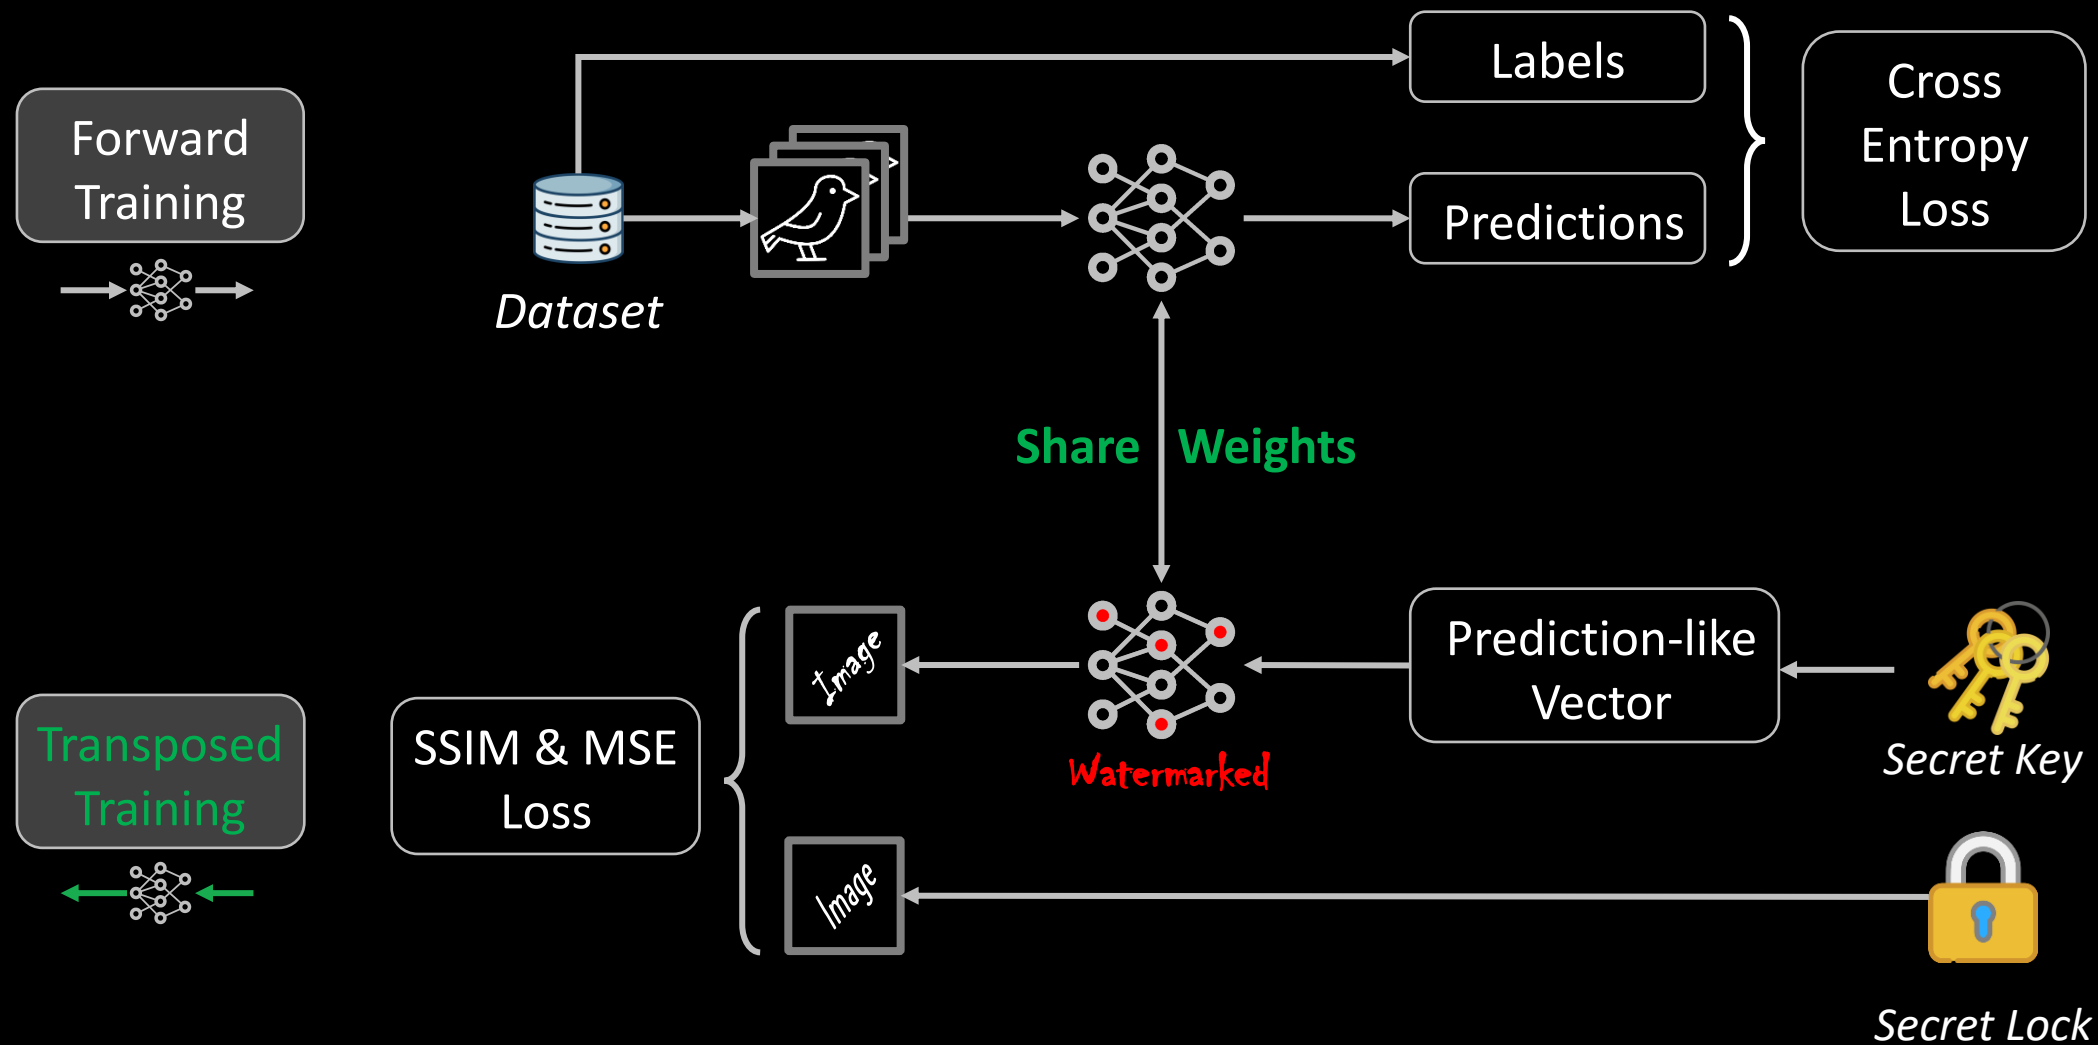 Forward
Training
Dataset
Labels
Predictions
Cross
Entropy
Loss
Share Weights
Transposed
Training
SSIM & MSE
Loss
Image
Image
Watermarked
Prediction-like
Vector
Secret Key
Secret Lock